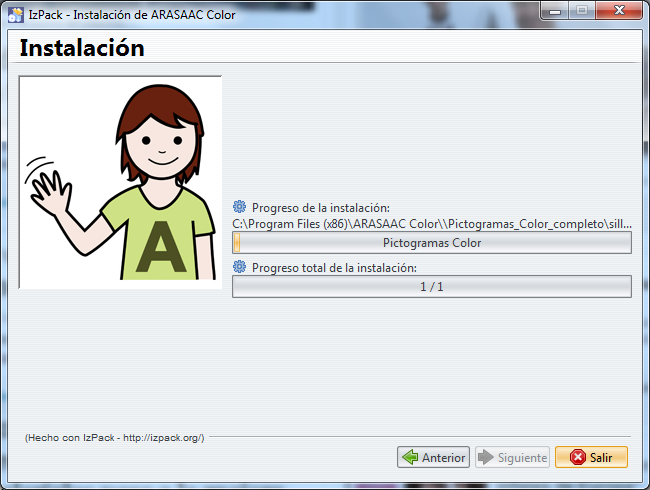 IzPack - Instalación de ARASAAC Color
Instalación
A
Progreso de la instalación:
C:\Program Files (x86)\ARASAAC Color\\Pictogramas_Color_completo\sill...
Pictogramas Color
Progreso total de la instalación:
1 / 1
(Hecho con IzPack - http://izpack.org/)
Anterior
Siguiente
Salir